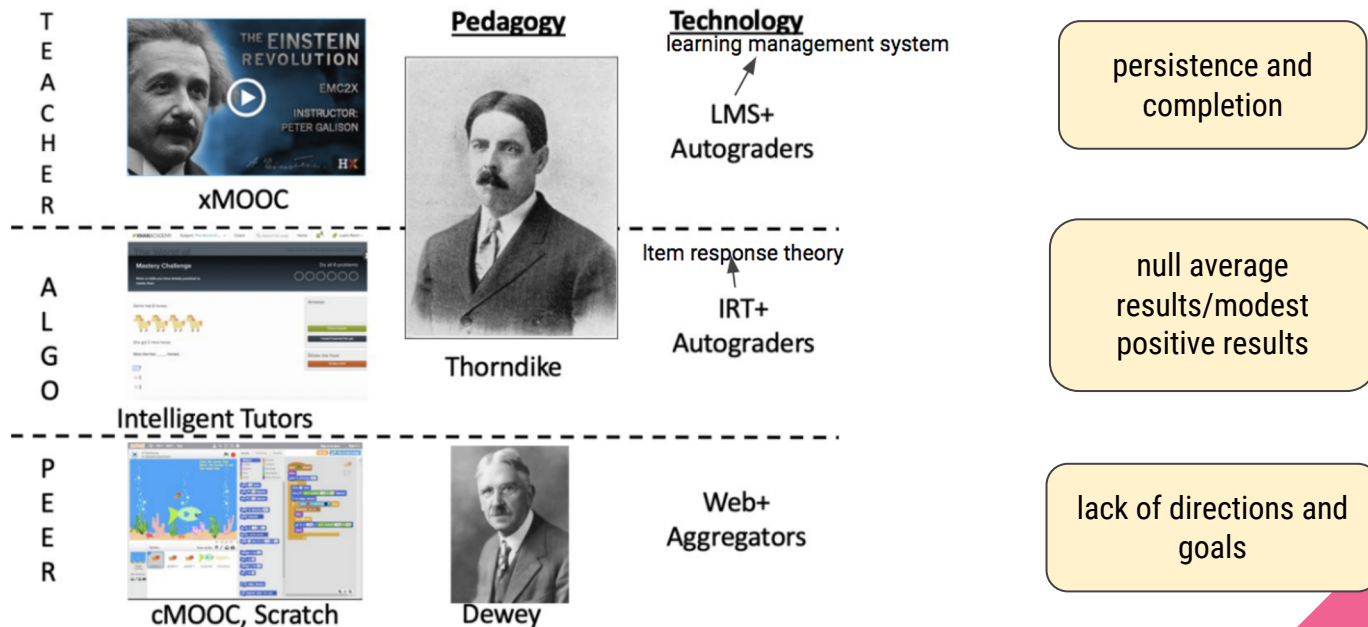 Pedagogy
Technology
learning management system
T
E
A
C
H
E
R
THE EINSTEIN
REVOLUTION
EMC2X
INSTRUCTOR:
PETER GALISON
HX
xMOOC
LMS+
Autograders
persistence and
completion
A
L
G
O
Mastery Challenge
Intelligent Tutors
Thorndike
Item response theory
IRT+
Autograders
null average
results/modest
positive results
P
E
E
R
cMOOC, Scratch
Dewey
Web+
Aggregators
lack of directions and
goals